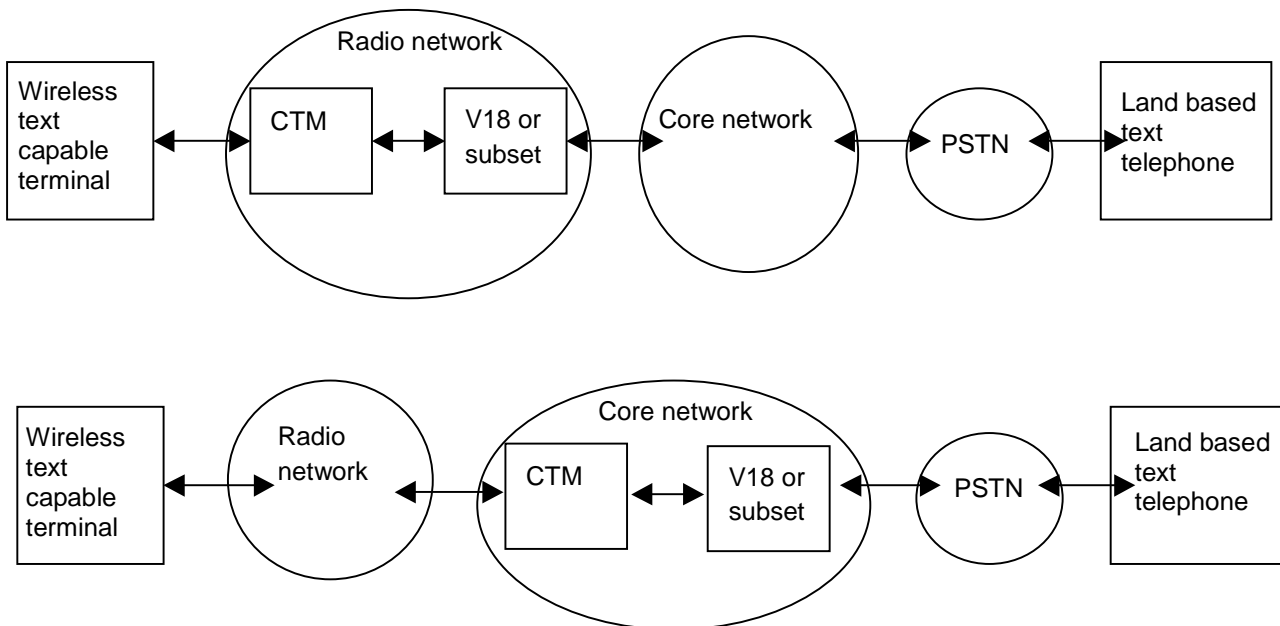 Radio network
Wireless
text
capable
terminal
CTM
V18 or
subset
Core network
PSTN
Land based
text
telephone
Wireless
text
capable
terminal
Radio
network
Core network
CTM
V18 or
subset
PSTN
Land based
text
telephone